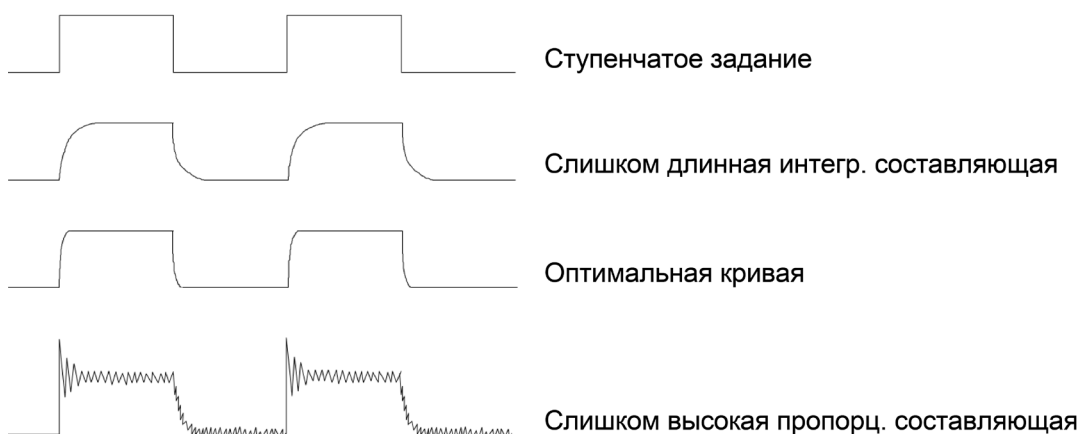 Ступенчатое задание
Слишком длинная интегр. составляющая
Оптимальная кривая
Слишком высокая пропорц. составляющая